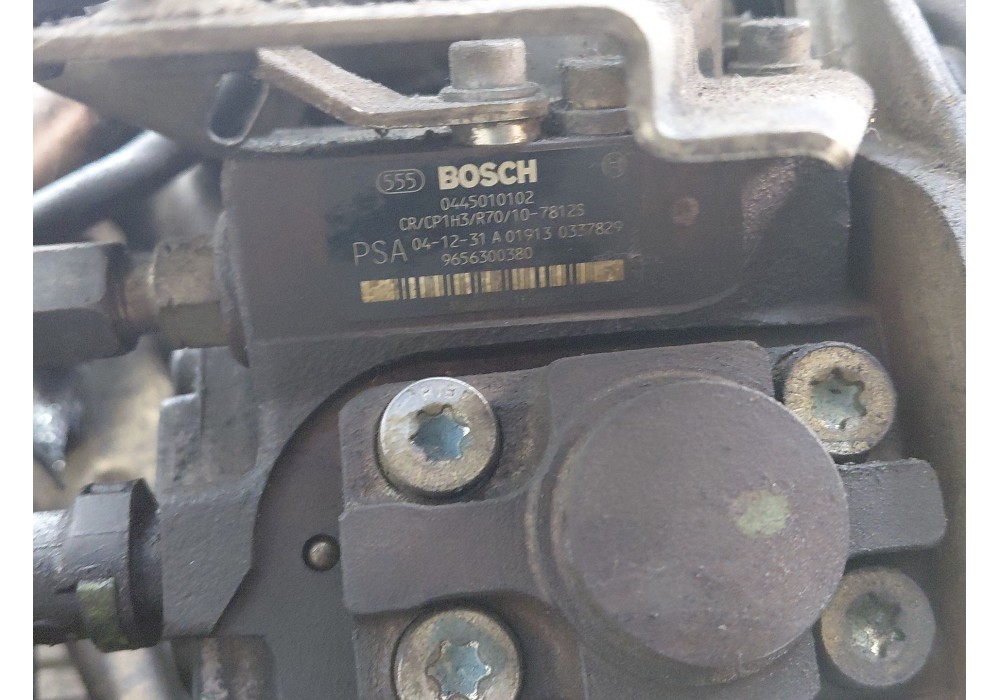 555 BOSCH
0445010102
CR/CP1H3/R70/10-7812S
PSA 04-12-31 A 01913 0337829
9656300380